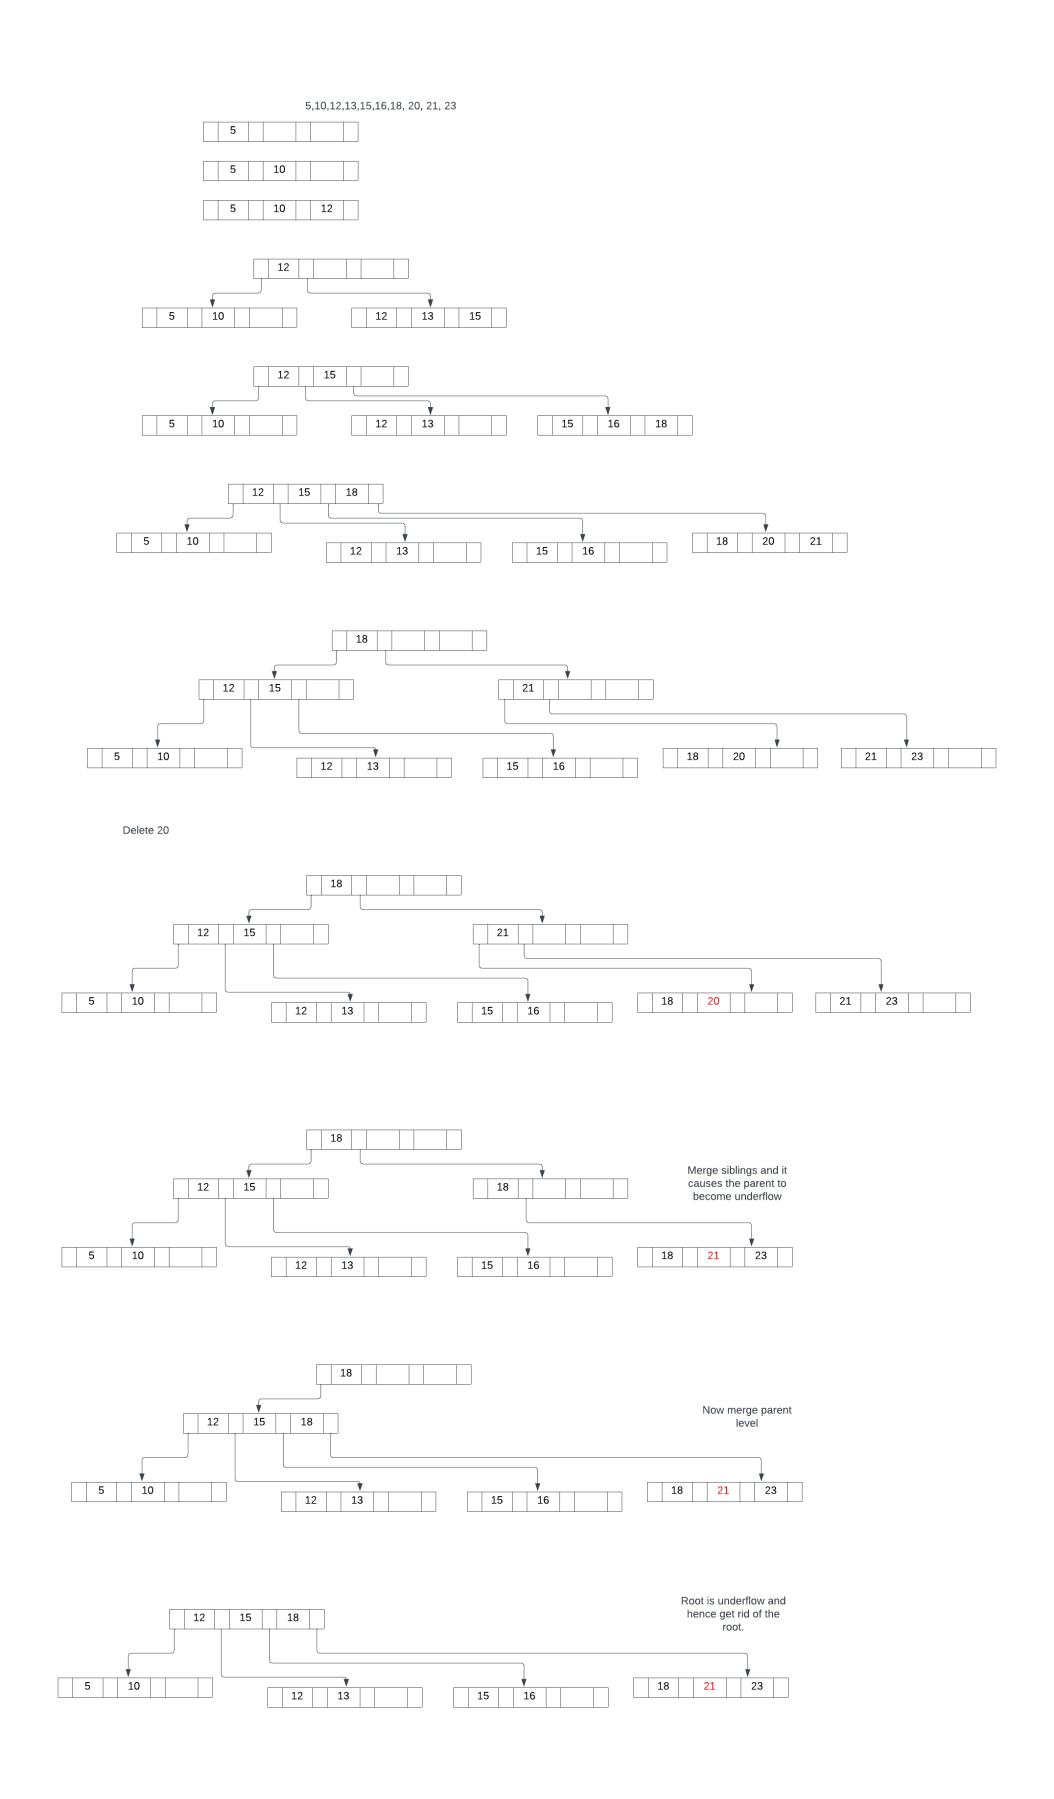 5,10,12,13,15,16,18, 20, 21, 23
5
5 10
5 10 12
12
5 10 12 13 15
12 15
5 10 12 13 15 16 18
12 15 18
5 10 12 13 15 16 18 20 21
18
12 15 21
5 10 12 13 15 16 18 20 21 23
Delete 20
18
12 15 21
5 10 12 13 15 16 18 20 21 23
18
Merge siblings and it
causes the parent to
become underflow
12 15 18
5 10 12 13 15 16 18 21 23
18
Now merge parent
level
12 15 18
5 10 12 13 15 16 18 21 23
Root is underflow and
hence get rid of the
root.
12 15 18
5 10 12 13 15 16 18 21 23